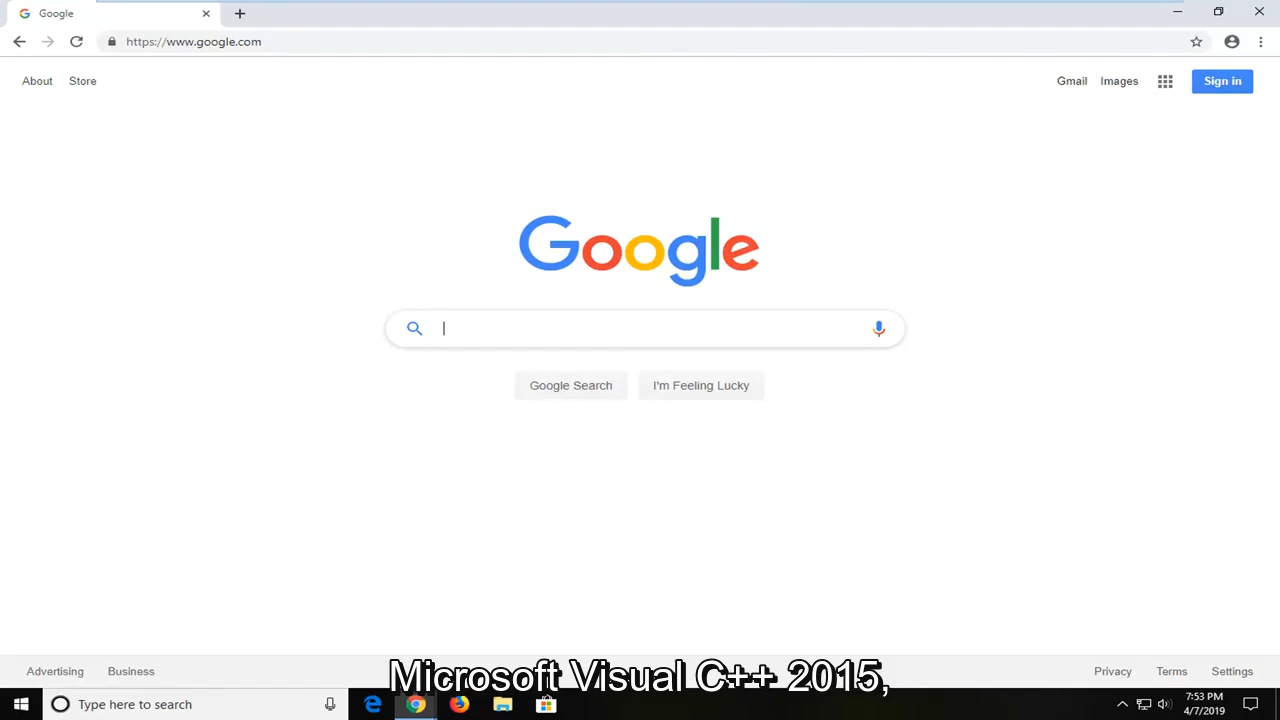 Google
https://www.google.com
About Store
Gmail Images Sign in
Google
Google Search I'm Feeling Lucky
Advertising Business
Privacy Terms Settings
Microsoft Visual C++ 2015,
Type here to search
7:53 PM
4/7/2019